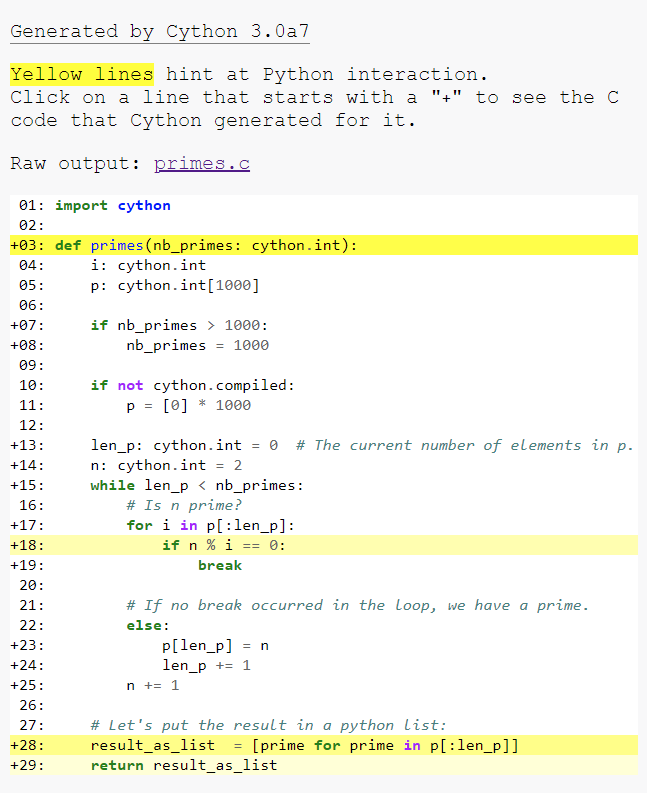 Generated by Cython 3.0a7
Yellow lines hint at Python interaction.
Click on a line that starts with a "+" to see the C
code that Cython generated for it.
Raw output: primes.c
 01: import cython
 02:
+03: def primes(nb_primes: cython.int):
 04:     i: cython.int
 05:     p: cython.int[1000]
 06:
+07:     if nb_primes > 1000:
+08:         nb_primes = 1000
 09:
 10:     if not cython.compiled:
 11:         p = [0] * 1000
 12:
+13:     len_p: cython.int = 0  # The current number of elements in p.
+14:     n: cython.int = 2
+15:     while len_p < nb_primes:
 16:         # Is n prime?
+17:         for i in p[:len_p]:
+18:             if n % i == 0:
+19:                 break
 20:
 21:         # If no break occurred in the loop, we have a prime.
 22:         else:
+23:             p[len_p] = n
+24:             len_p += 1
+25:         n += 1
 26:
 27:     # Let's put the result in a python list:
+28:     result_as_list  = [prime for prime in p[:len_p]]
+29:     return result_as_list